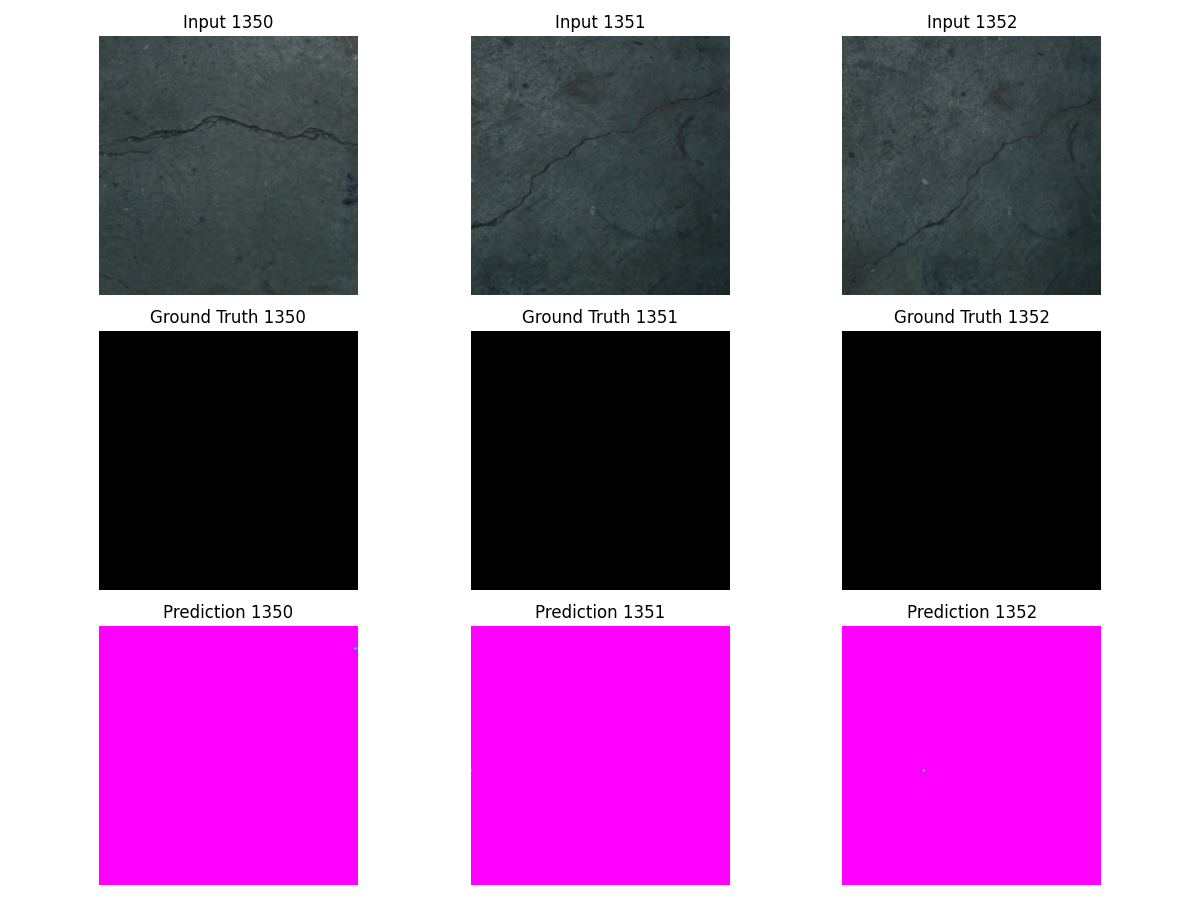 Input 1350
Input 1351
Input 1352
Ground Truth 1350
Ground Truth 1351
Ground Truth 1352
Prediction 1350
Prediction 1351
Prediction 1352